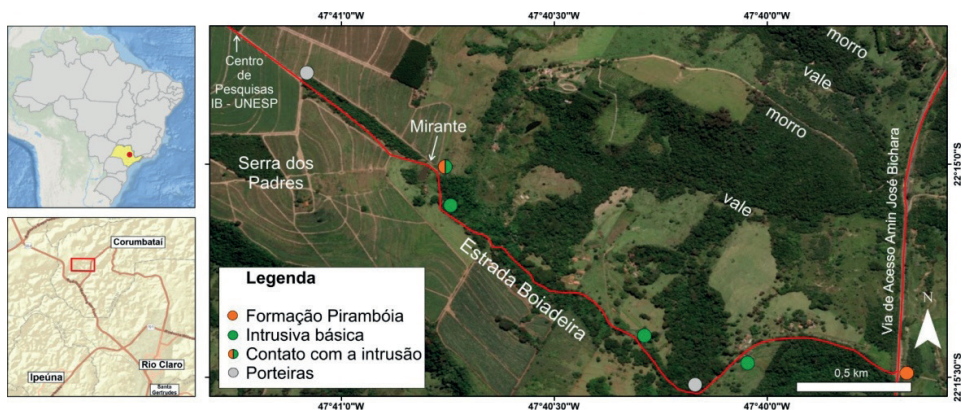 47°41'0"W
47°40'30"W
47°40'0"W
Centro
de
Pesquisas
IB - UNESP
Mirante
Serra dos
Padres
morro
vale
morro
vale
Estrada Boiadeira
Via de Acesso Amin José Bichara
22°15'0"S
22°15'30"S
N
0,5 km
47°41'0"W
47°40'30"W
47°40'0"W
Legenda
Formação Pirambóia
Intrusiva básica
Contato com a intrusão
Porteiras
Corumbataí
Rio Claro
Ipeúna
Santa
Gertrudes